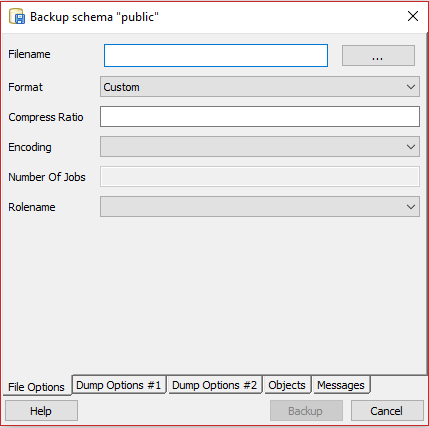 Backup schema "public"
Filename ...
Format Custom
Compress Ratio
Encoding
Number Of Jobs
Rolename
File Options Dump Options #1 Dump Options #2 Objects Messages
Help Backup Cancel